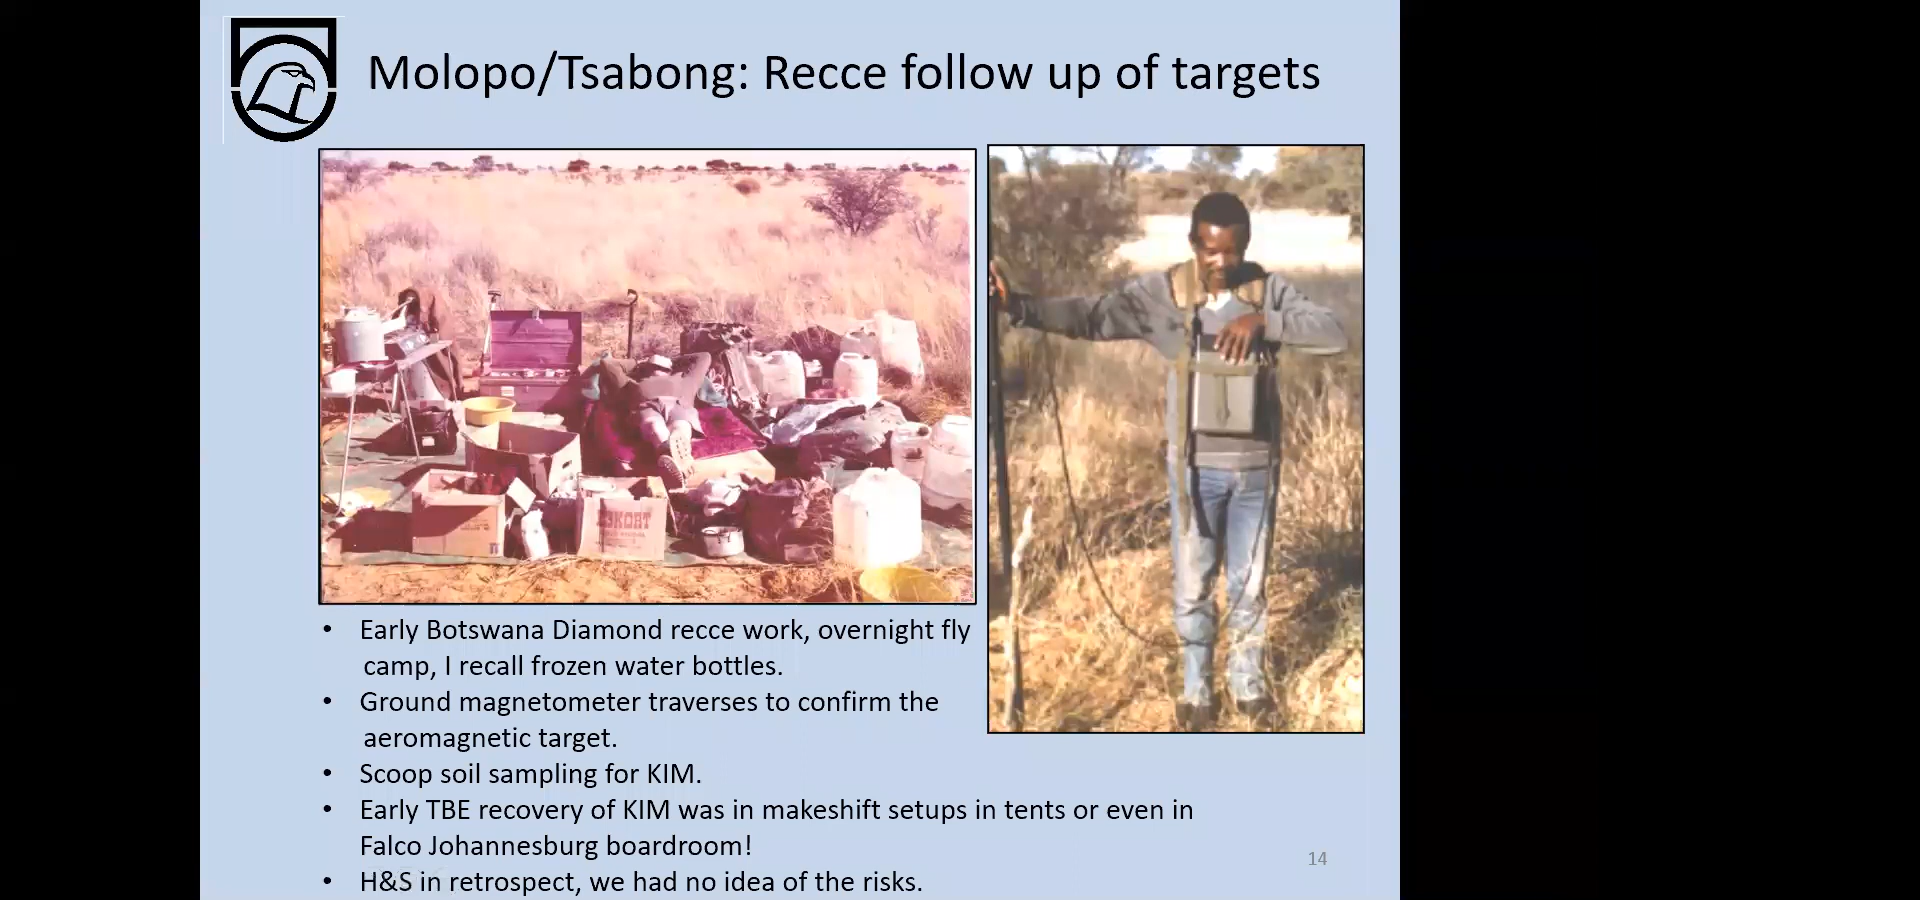 Molopo/Tsabong: Recce follow up of targets
ESKORT
• Early Botswana Diamond recce work, overnight fly
camp, I recall frozen water bottles.
• Ground magnetometer traverses to confirm the
aeromagnetic target.
• Scoop soil sampling for KIM.
• Early TBE recovery of KIM was in makeshift setups in tents or even in
Falco Johannesburg boardroom!
• H&S in retrospect, we had no idea of the risks.
14